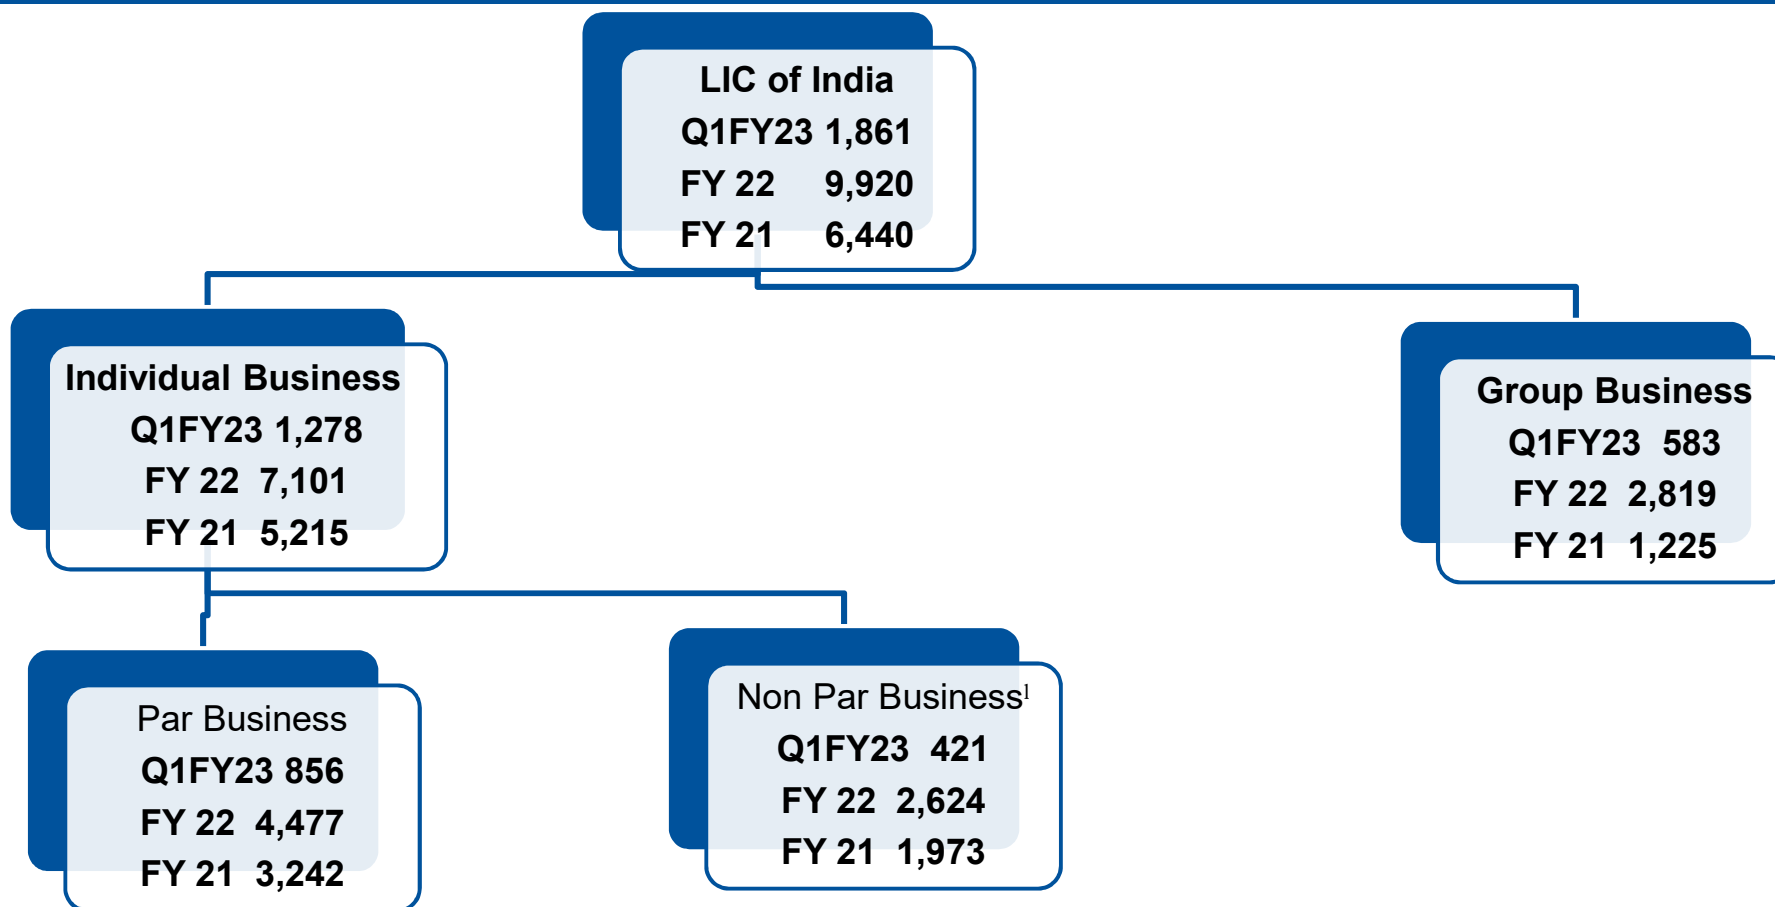 LIC of India
Q1FY23 1,861
FY 22 9,920
FY 21 6,440
Individual Business
Q1FY23 1,278
FY 22 7,101
FY 21 5,215
Group Business
Q1FY23 583
FY 22 2,819
FY 21 1,225
Par Business
Q1FY23 856
FY 22 4,477
FY 21 3,242
Non Par Business¹
Q1FY23 421
FY 22 2,624
FY 21 1,973